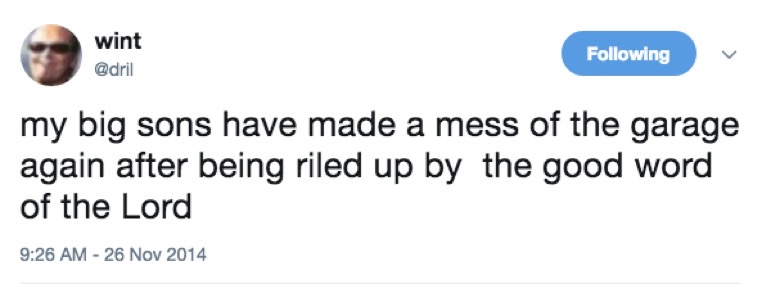 wint
@dril
Following
my big sons have made a mess of the garage
again after being riled up by  the good word
of the Lord
9:26 AM - 26 Nov 2014